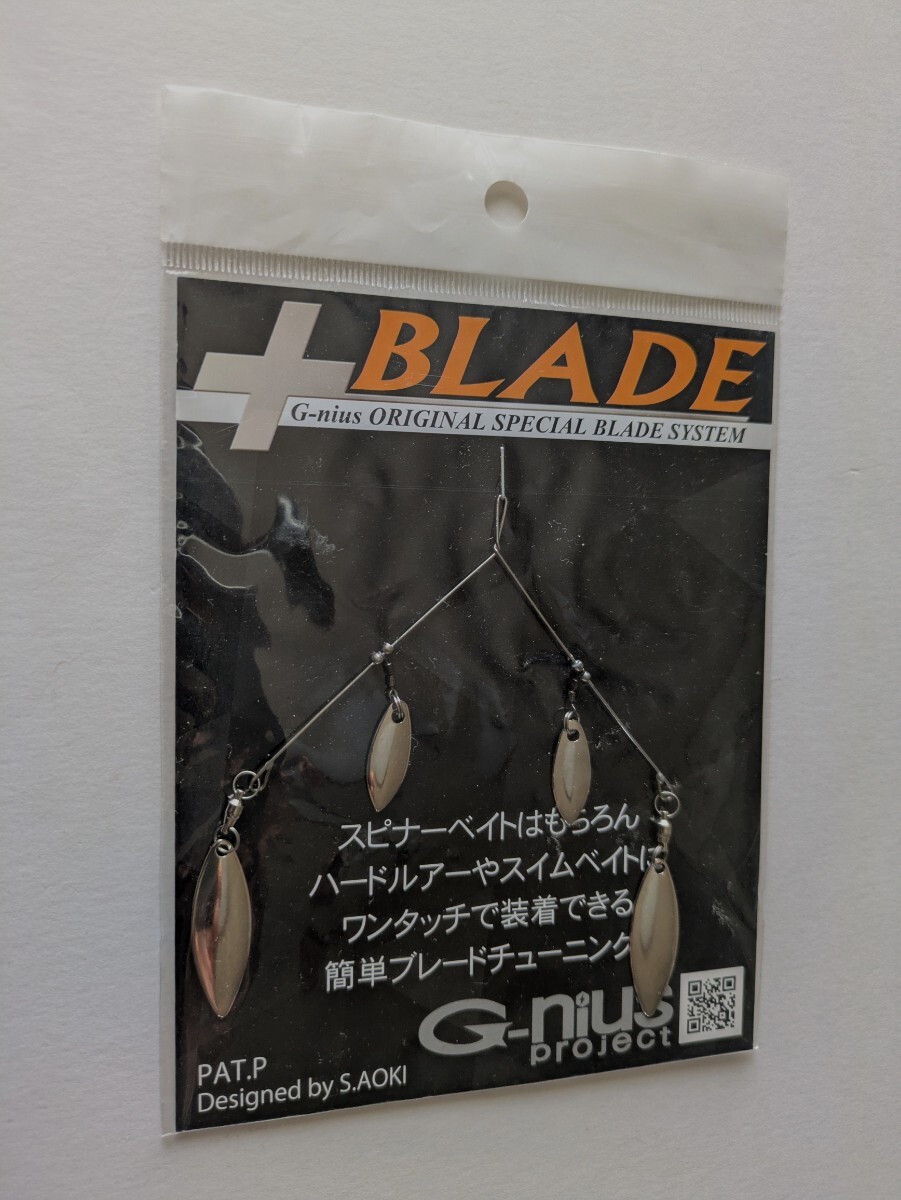 BLADE
G-nius ORIGINAL SPECIAL BLADE SYSTEM
スピナーベイトはもちろん
ハードルアーやスイムベイトに
ワンタッチで装着できる
簡単ブレードチューニング
G-nius
project
PAT.P
Designed by S.AOKI